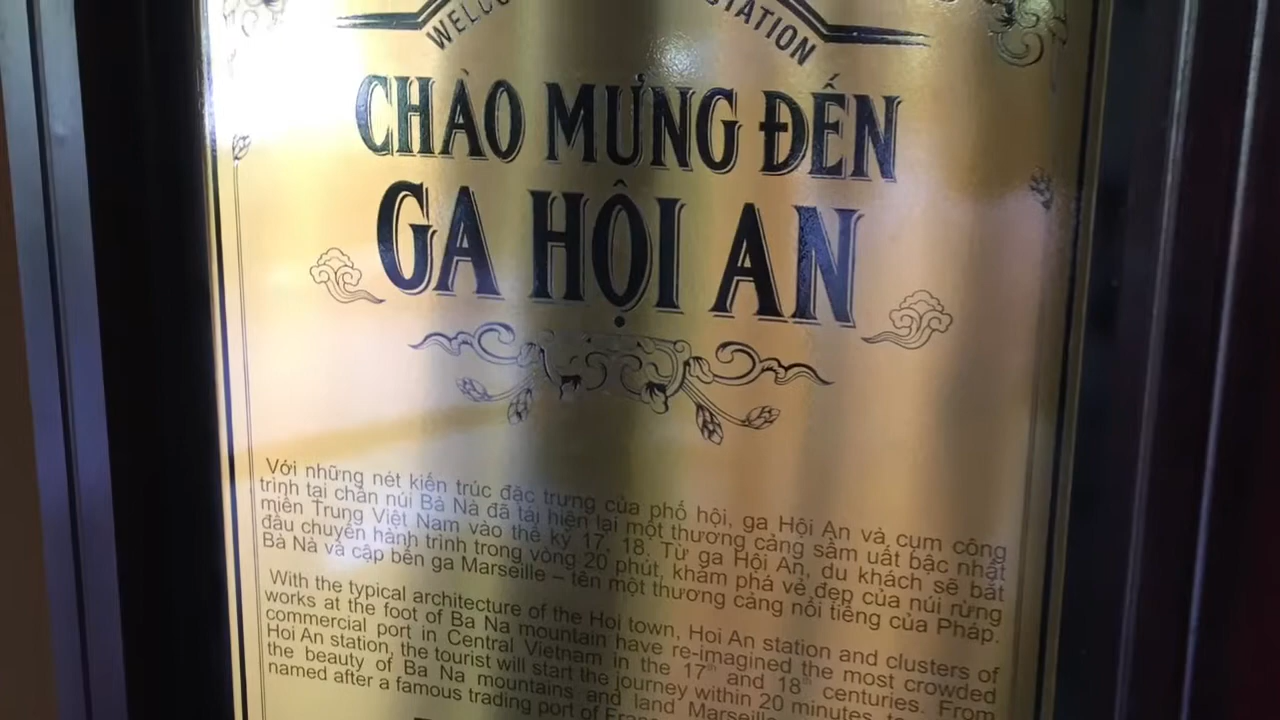 STATION
CHÀO MỪNG ĐẾN
GA HỘI AN
Với những nét kiến trúc đặc trưng của phố hội, ga Hội An và cụm công
trình tại chân núi Bà Nà đã tái hiện lại một thương cảng sầm uất bậc nhất
miền Trung Việt Nam vào thế kỷ 17, 18. Từ ga Hội An, du khách sẽ bắt
đầu chuyến hành trình trong vòng 20 phút, khám phá vẻ đẹp của núi rừng
Bà Nà và cập bến ga Marseille – tên một thương cảng nổi tiếng của Pháp.
With the typical architecture of the Hoi town, Hoi An station and clusters of
works at the foot of Ba Na mountain have re-imagined the most crowded
commercial port in Central Vietnam in the 17th and 18th centuries. From
Hoi An station, the tourist will start the journey within 20 minutes
the beauty of Ba Na mountains and land Marseille
named after a famous trading port of